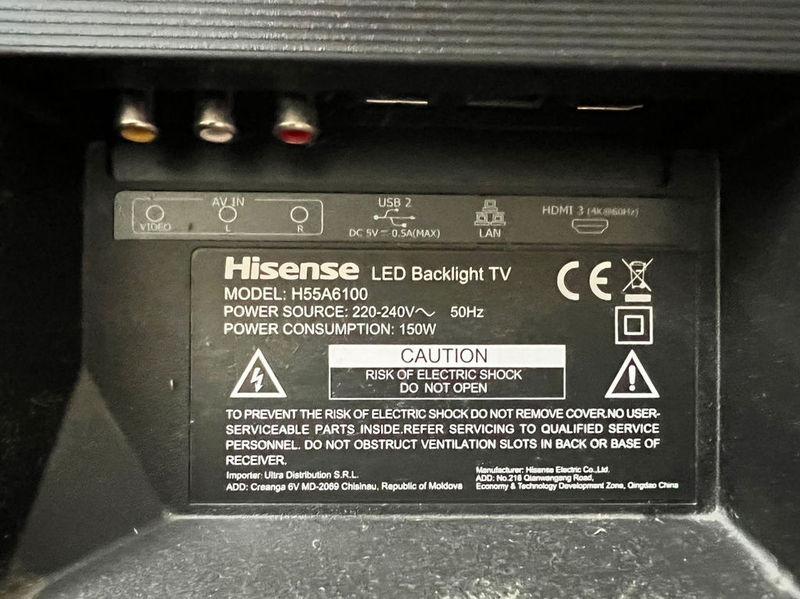 AV IN
VIDEO L R
USB 2
DC 5V⎓0.5A(MAX)
LAN
HDMI 3 (4K@60Hz)
Hisense LED Backlight TV
MODEL: H55A6100
POWER SOURCE: 220-240V～ 50Hz
POWER CONSUMPTION: 150W
CE
CAUTION
RISK OF ELECTRIC SHOCK
DO NOT OPEN
TO PREVENT THE RISK OF ELECTRIC SHOCK DO NOT REMOVE COVER.NO USER-
SERVICEABLE PARTS INSIDE.REFER SERVICING TO QUALIFIED SERVICE
PERSONNEL. DO NOT OBSTRUCT VENTILATION SLOTS IN BACK OR BASE OF
RECEIVER.
Importer: Ultra Distribution S.R.L.
ADD: Creanga 6V MD-2069 Chisinau, Republic of Moldova
Manufacturer: Hisense Electric Co.,Ltd.
ADD: No.218 Qianwangang Road,
Economy & Technology Development Zone, Qingdao China